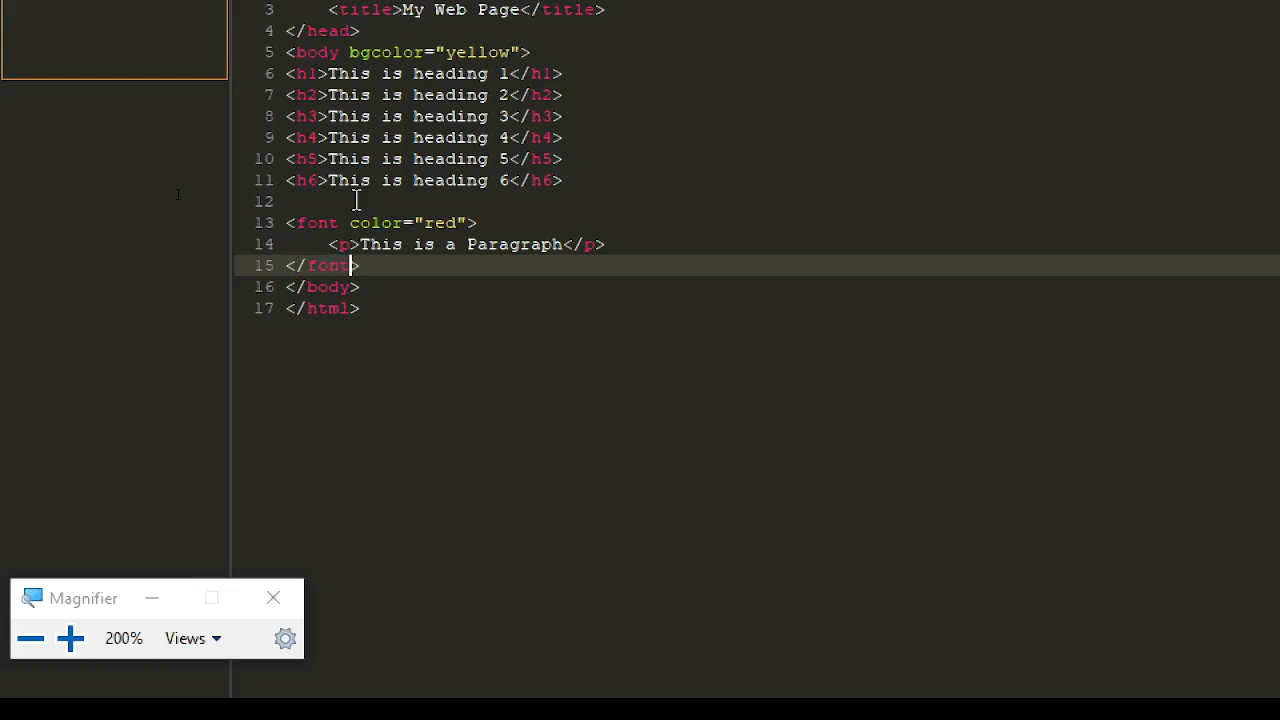 3     <title>My Web Page</title>
4 </head>
5 <body bgcolor="yellow">
6 <h1>This is heading 1</h1>
7 <h2>This is heading 2</h2>
8 <h3>This is heading 3</h3>
9 <h4>This is heading 4</h4>
10 <h5>This is heading 5</h5>
11 <h6>This is heading 6</h6>
12
13 <font color="red">
14     <p>This is a Paragraph</p>
15 </font>
16 </body>
17 </html>
Magnifier
200% Views